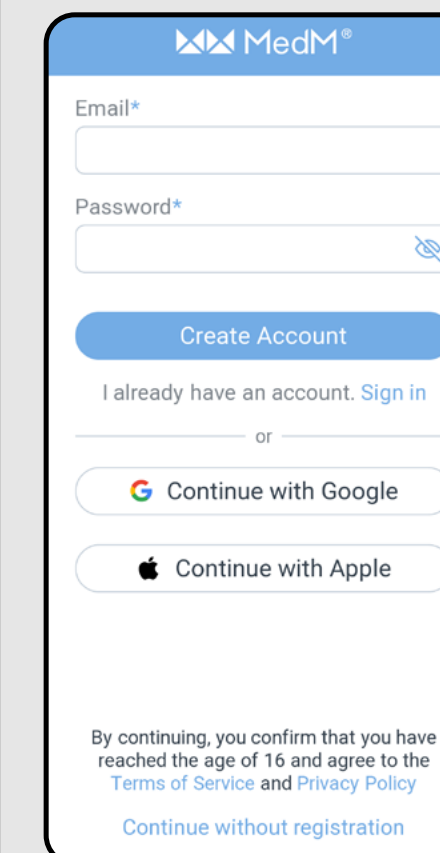 MedM®
Email*
Password*
Create Account
I already have an account. Sign in
or
Continue with Google
Continue with Apple
By continuing, you confirm that you have
reached the age of 16 and agree to the
Terms of Service and Privacy Policy
Continue without registration